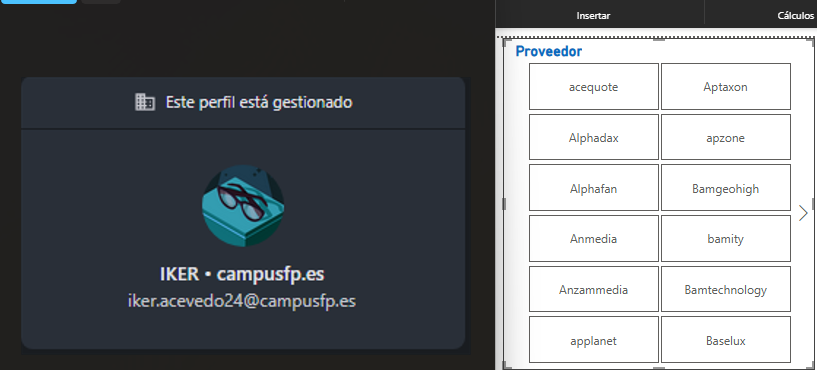 Este perfil está gestionado
IKER • campusfp.es
iker.acevedo24@campusfp.es
Insertar
Cálculos
Proveedor
acequote
Aptaxon
Alphadax
apzone
Alphafan
Bamgeohigh
Anmedia
bamity
Anzammedia
Bamtechnology
applanet
Baselux